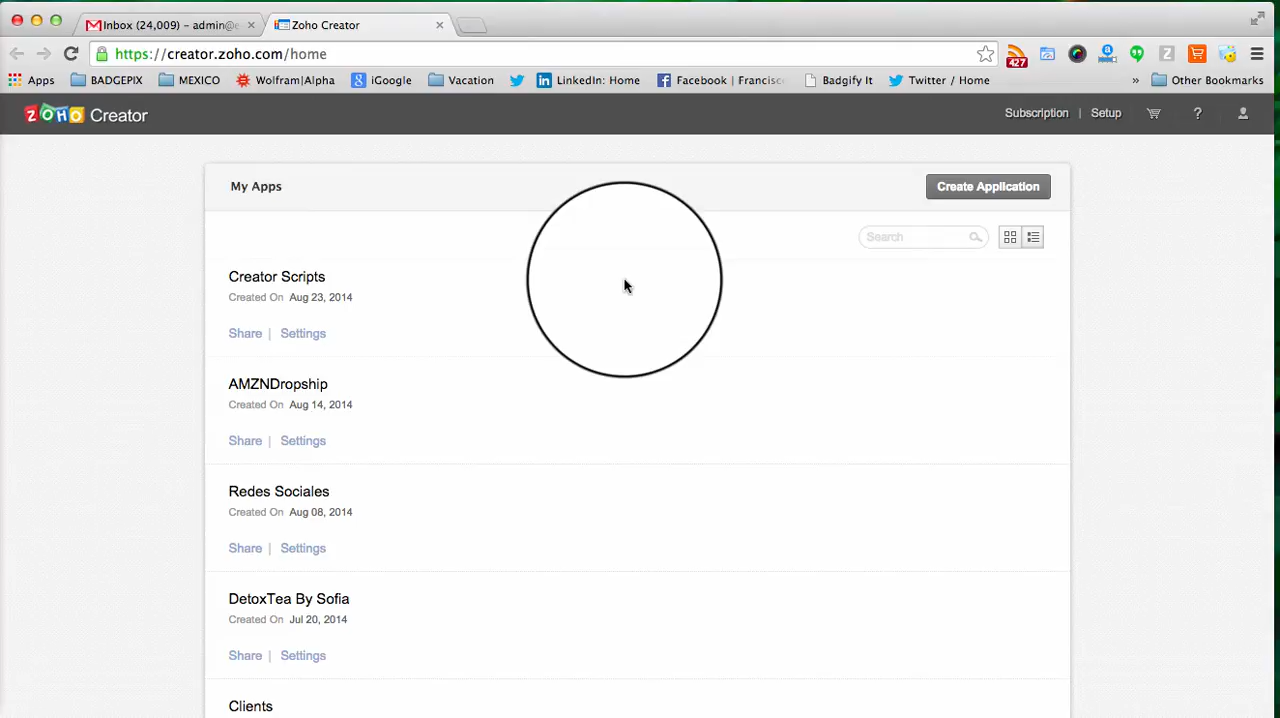 Inbox (24,009) – admin@e
Zoho Creator
https://creator.zoho.com/home
427
Apps
BADGEPIX
MEXICO
Wolfram|Alpha
iGoogle
Vacation
LinkedIn: Home
Facebook | Francisc
Badgify It
Twitter / Home
»
Other Bookmarks
ZOHO Creator
Subscription | Setup
?
My Apps
Create Application
Search
Creator Scripts
Created On Aug 23, 2014
Share | Settings
AMZNDropship
Created On Aug 14, 2014
Share | Settings
Redes Sociales
Created On Aug 08, 2014
Share | Settings
DetoxTea By Sofia
Created On Jul 20, 2014
Share | Settings
Clients